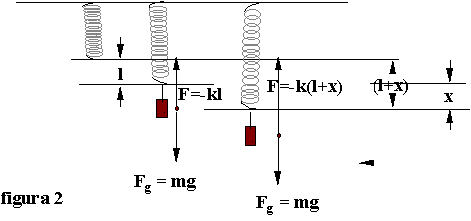 l
F=-kl
F=-k(l+x)
(l+x)
x
F_g = mg
F_g = mg
figura 2